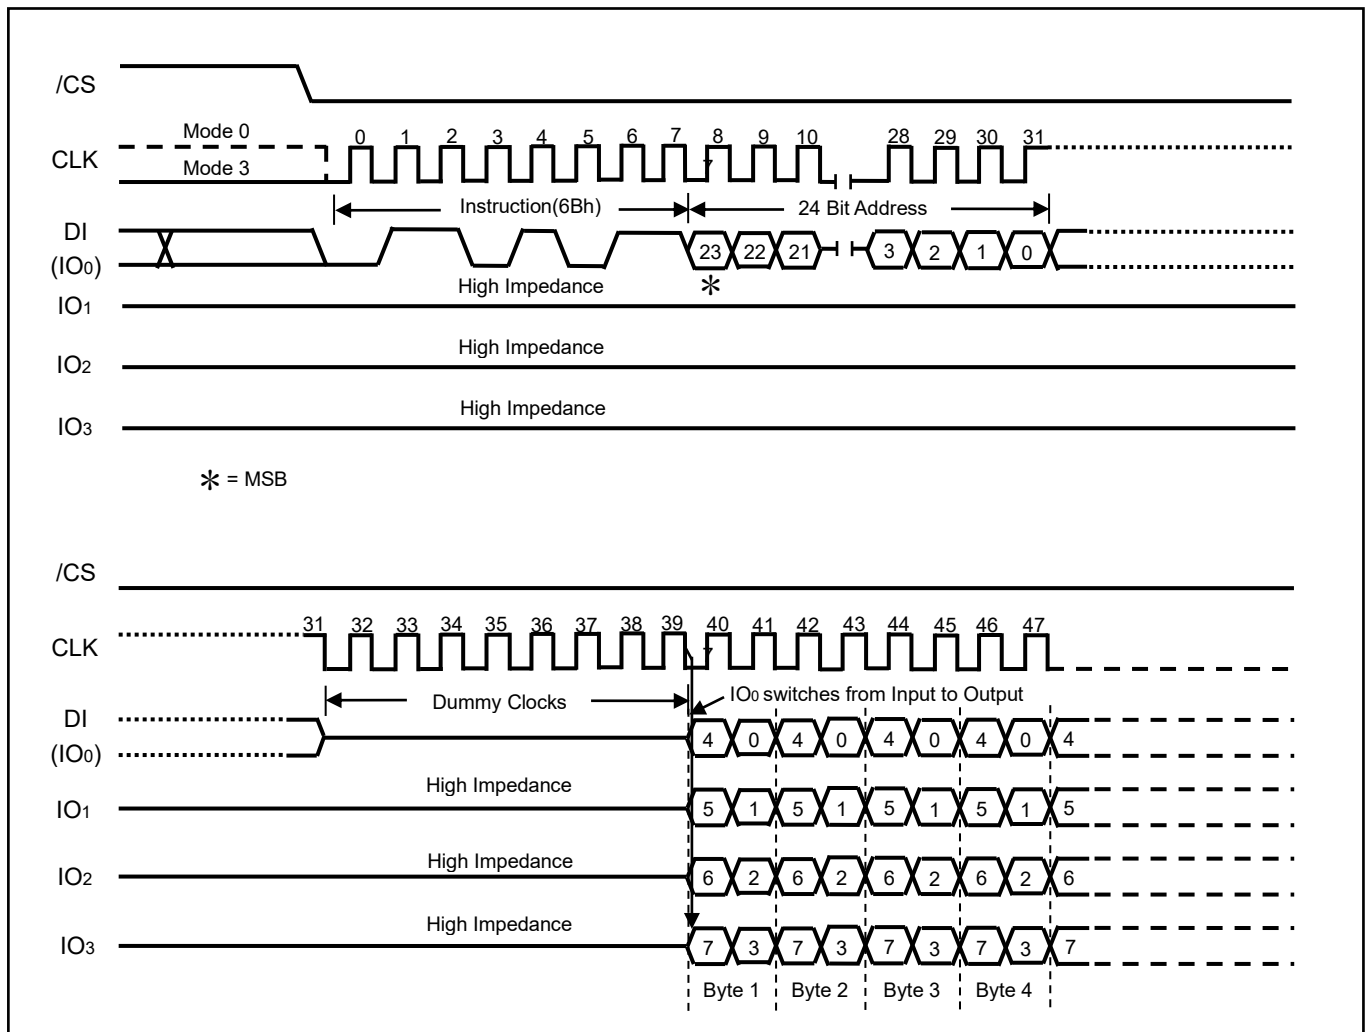 /CS
Mode 0
CLK
Mode 3
0 1 2 3 4 5 6 7 8 9 10 28 29 30 31
7
Instruction(6Bh)
24 Bit Address
DI
(IO0)
23 22 21 3 2 1 0
*
High Impedance
IO1
High Impedance
IO2
High Impedance
IO3
* = MSB
/CS
CLK
31 32 33 34 35 36 37 38 39 40 41 42 43 44 45 46 47
7
Dummy Clocks
IO0 switches from Input to Output
DI
(IO0)
4 0 4 0 4 0 4 0 4
High Impedance
IO1
5 1 5 1 5 1 5 1 5
High Impedance
IO2
6 2 6 2 6 2 6 2 6
High Impedance
IO3
7 3 7 3 7 3 7 3 7
Byte 1 Byte 2 Byte 3 Byte 4